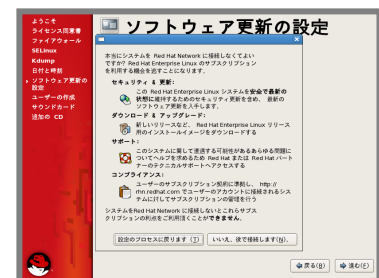 ようこそ
ライセンス同意書
ファイアウォール
SELinux
Kdump
日付と時刻
ソフトウェア更新の
設定
ユーザーの作成
サウンドカード
追加の CD
ソフトウェア更新の設定
本当にシステムを Red Hat Network に接続しなくてよい
ですか? Red Hat Enterprise Linux のサブスクリプション
を利用する機会を逃すことになります。
セキュリティ & 更新:
この Red Hat Enterprise Linux システムを安全で最新の
状態に維持するためのセキュリティ更新を含め、 最新の
ソフトウェア更新を入手します。
ダウンロード & アップグレード:
新しいリリースなど、 Red Hat Enterprise Linux リリース
用のインストールイメージをダウンロードする
サポート:
このシステムに関して遭遇する可能性があるあらゆる問題に
ついてヘルプを求めるため Red Hat または Red Hat パート
ナーのテクニカルサポートへアクセスする
コンプライアンス:
ユーザーのサブスクリプション契約に準拠し、 http://
rhn.redhat.com でユーザーのアカウントに接続されるシス
テムに対してサブスクリプションの管理を行う
システムをRed Hat Network に接続しないとこれらサブス
クリプションの利点をご利用頂くことができません。
設定のプロセスに戻ります (T)
いいえ、後で接続します(N)。
戻る(B)
進む(F)